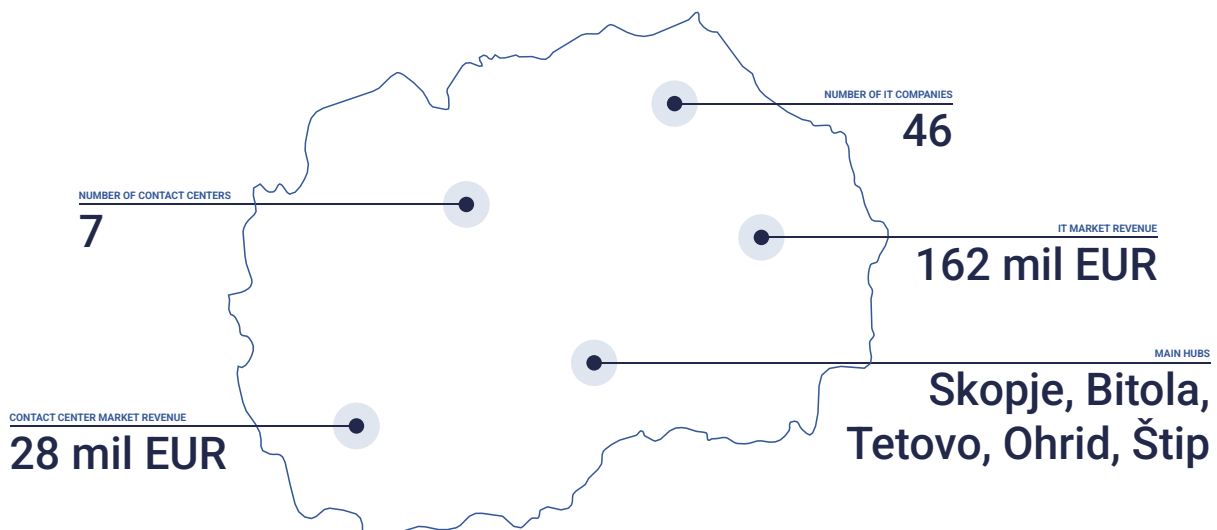 NUMBER OF IT COMPANIES
46
NUMBER OF CONTACT CENTERS
7
IT MARKET REVENUE
162 mil EUR
MAIN HUBS
Skopje, Bitola,
Tetovo, Ohrid, Štip
CONTACT CENTER MARKET REVENUE
28 mil EUR